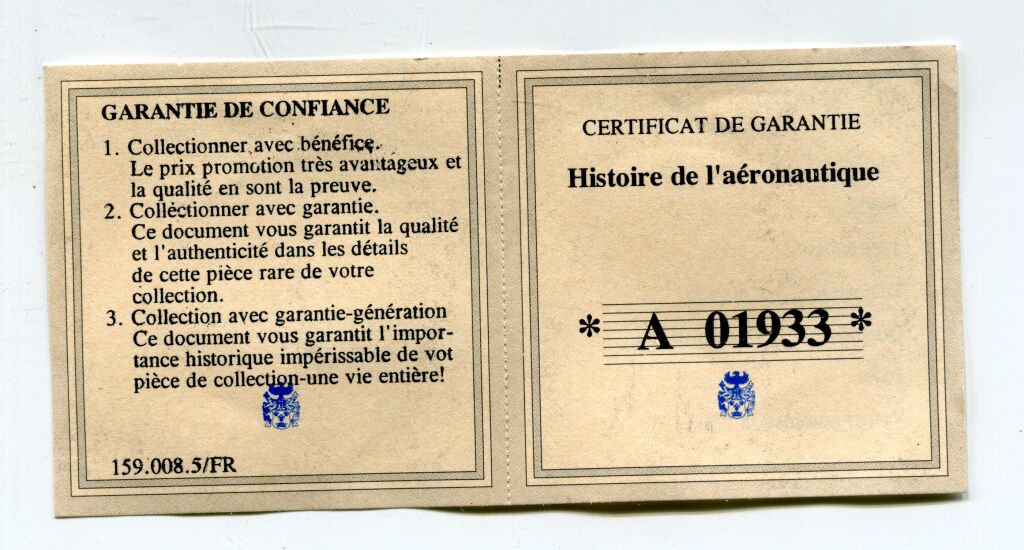 GARANTIE DE CONFIANCE
1. Collectionner avec bénéfice.
Le prix promotion très avantageux et
la qualité en sont la preuve.
2. Collectionner avec garantie.
Ce document vous garantit la qualité
et l'authenticité dans les détails
de cette pièce rare de votre
collection.
3. Collection avec garantie-génération
Ce document vous garantit l'impor-
tance historique impérissable de vot
pièce de collection-une vie entière!
159.008.5/FR
CERTIFICAT DE GARANTIE
Histoire de l'aéronautique
* A 01933 *